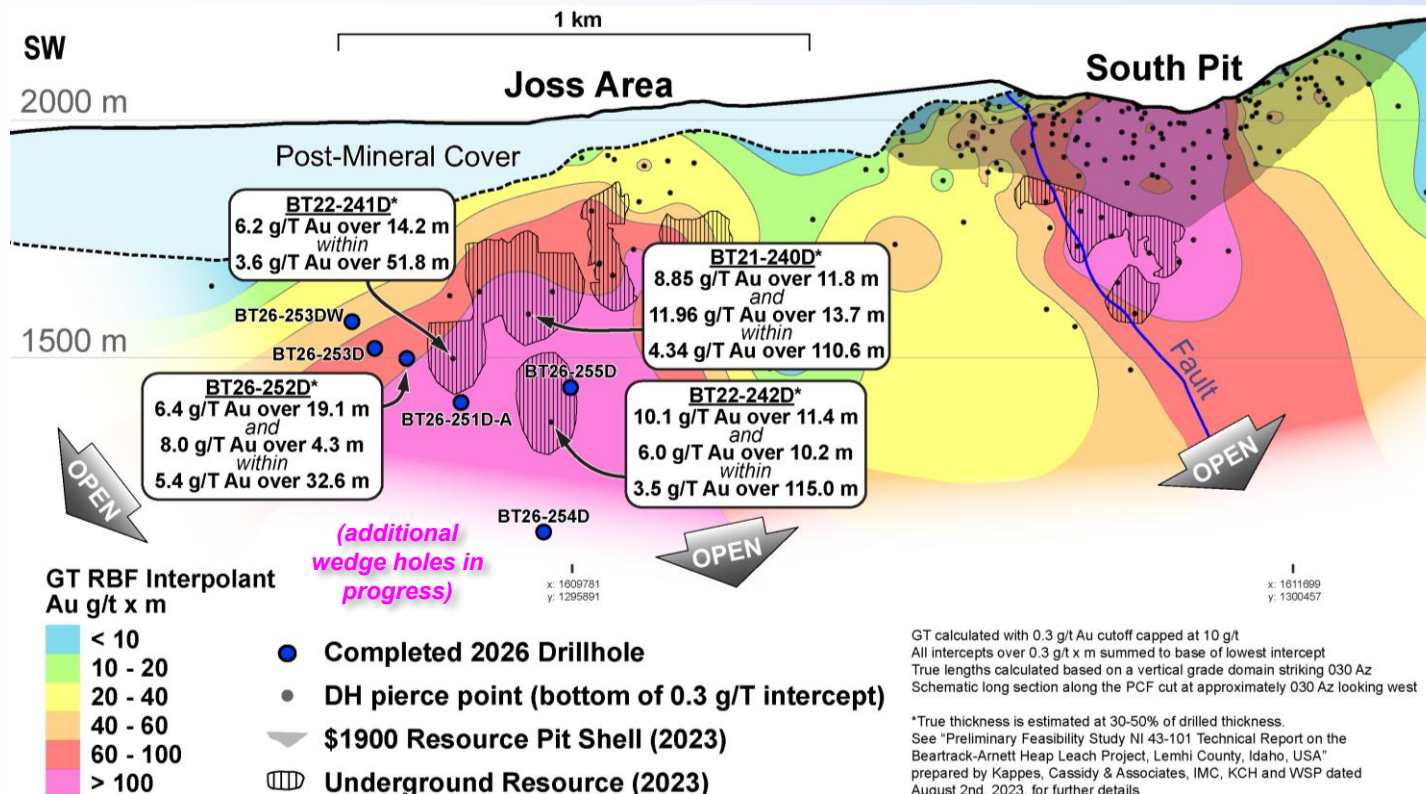 1 km
SW
Joss Area
South Pit
2000 m
Post-Mineral Cover
BT22-241D*
6.2 g/T Au over 14.2 m
within
3.6 g/T Au over 51.8 m
BT21-240D*
8.85 g/T Au over 11.8 m
and
11.96 g/T Au over 13.7 m
within
4.34 g/T Au over 110.6 m
BT26-253DW
1500 m
BT26-253D
BT26-252D*
6.4 g/T Au over 19.1 m
and
8.0 g/T Au over 4.3 m
within
5.4 g/T Au over 32.6 m
BT26-251D-A
BT26-255D
BT22-242D*
10.1 g/T Au over 11.4 m
and
6.0 g/T Au over 10.2 m
within
3.5 g/T Au over 115.0 m
Fault
OPEN
OPEN
OPEN
BT26-254D
(additional
wedge holes in
progress)
x: 1609781
y: 1295891
x: 1611699
y: 1300457
GT RBF Interpolant
Au g/t x m
< 10
10 - 20
20 - 40
40 - 60
60 - 100
> 100
Completed 2026 Drillhole
DH pierce point (bottom of 0.3 g/T intercept)
$1900 Resource Pit Shell (2023)
Underground Resource (2023)
GT calculated with 0.3 g/t Au cutoff capped at 10 g/t
All intercepts over 0.3 g/t x m summed to base of lowest intercept
True lengths calculated based on a vertical grade domain striking 030 Az
Schematic long section along the PCF cut at approximately 030 Az looking west
*True thickness is estimated at 30-50% of drilled thickness.
See “Preliminary Feasibility Study NI 43-101 Technical Report on the
Beartrack-Arnett Heap Leach Project, Lemhi County, Idaho, USA”
prepared by Kappes, Cassidy & Associates, IMC, KCH and WSP dated
August 2nd, 2023, for further details.